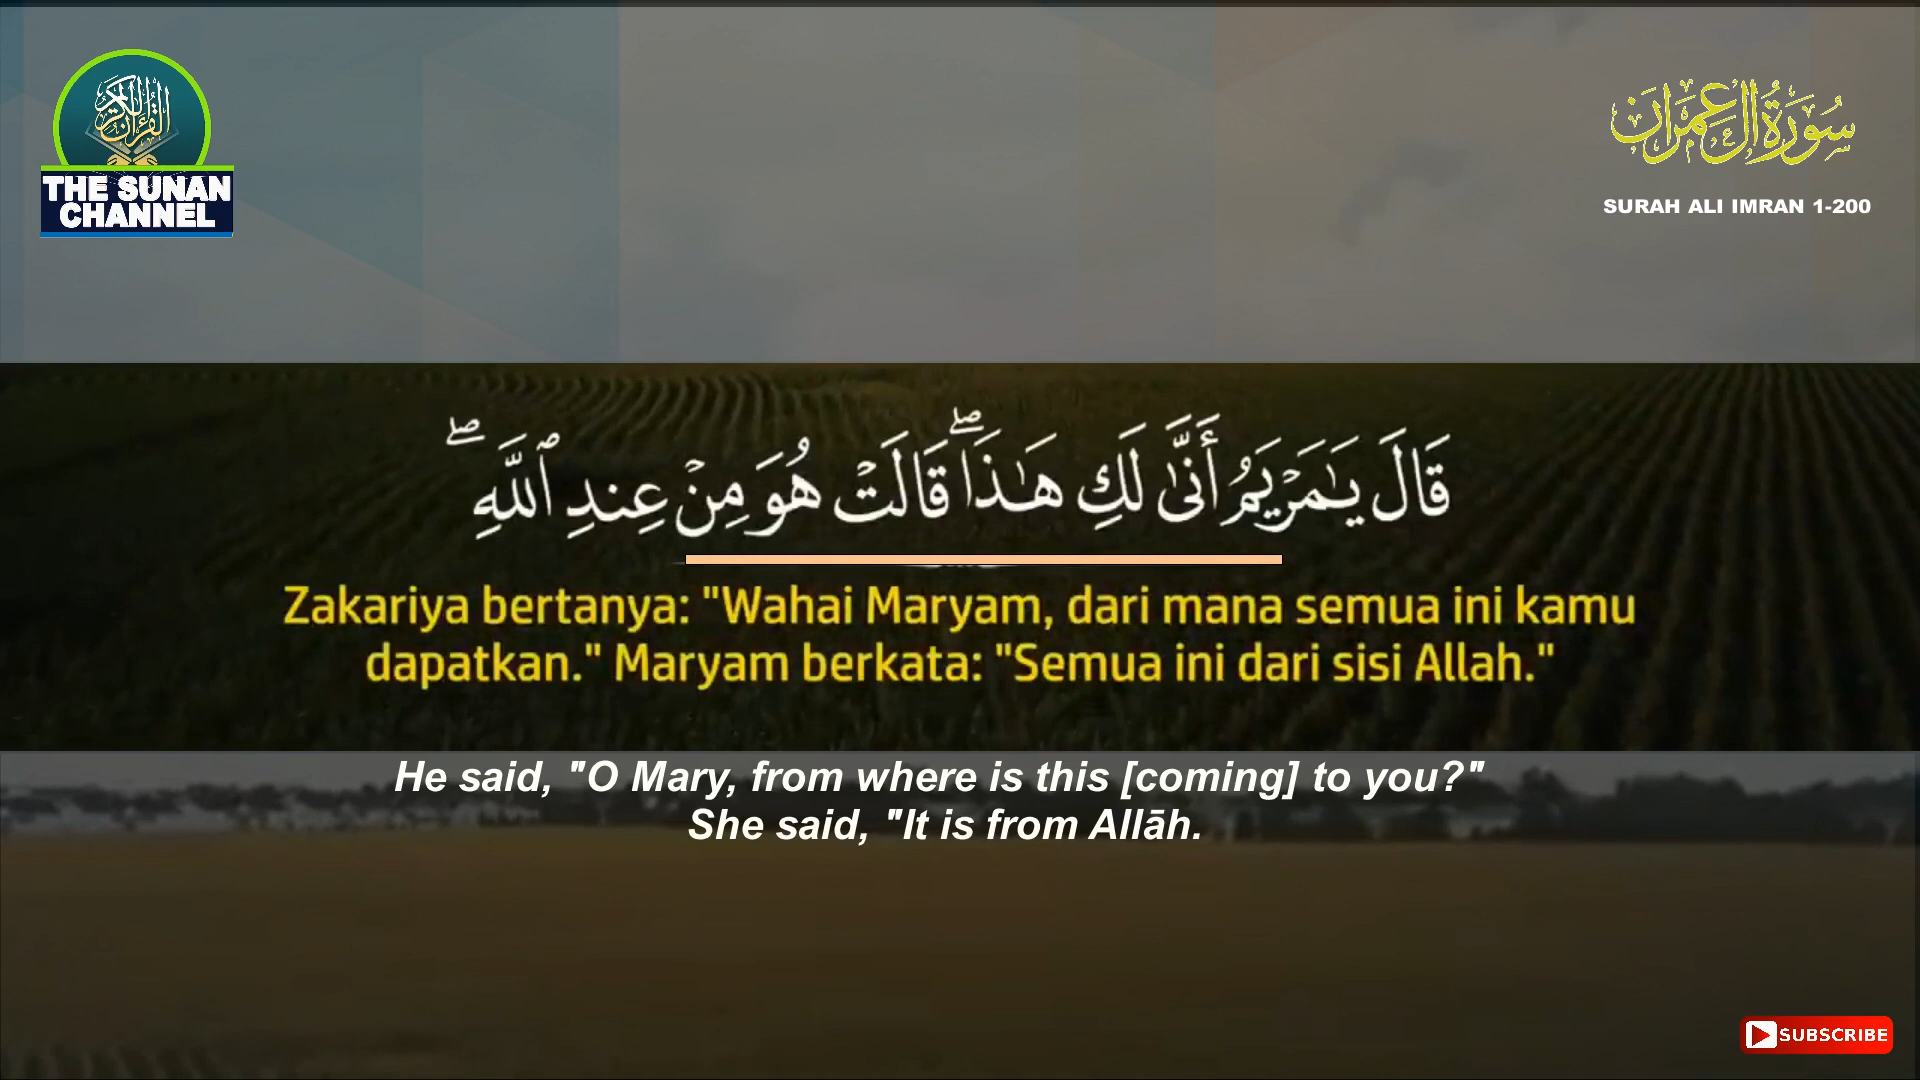 القرآن الكريم
THE SUNAN
CHANNEL
سُورَةُ آلِ عِمْرَان
SURAH ALI IMRAN 1-200
قَالَ يَٰمَرْيَمُ أَنَّىٰ لَكِ هَٰذَا ۖ قَالَتْ هُوَ مِنْ عِندِ ٱللَّهِ ۖ
Zakariya bertanya: "Wahai Maryam, dari mana semua ini kamu
dapatkan." Maryam berkata: "Semua ini dari sisi Allah."
He said, "O Mary, from where is this [coming] to you?"
She said, "It is from Allāh.
SUBSCRIBE